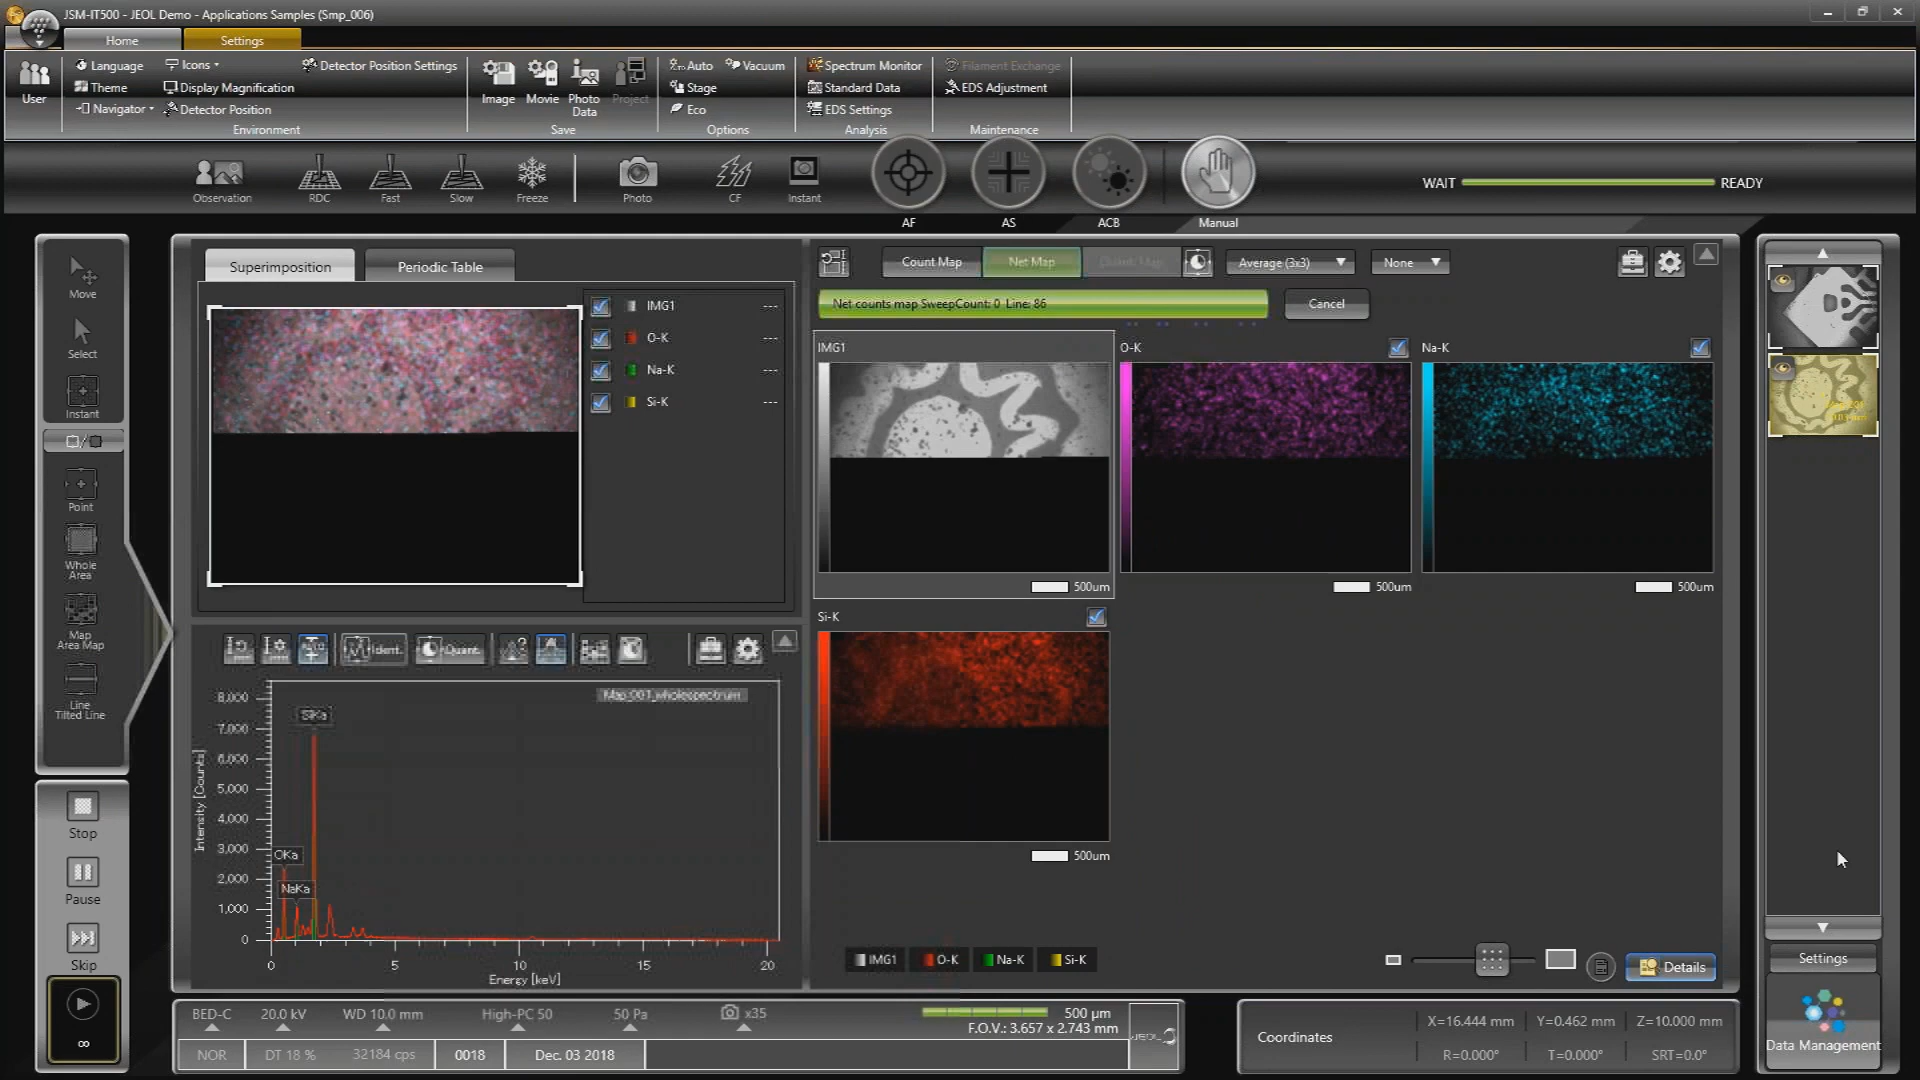 JSM-IT500 - JEOL Demo - Applications Samples (Smp_006)
Home Settings
User
Language Icons Detector Position Settings
Theme Display Magnification
Navigator Detector Position
Environment
Image Movie Photo Data Project
Save
Auto Vacuum
Stage
Eco
Options
Spectrum Monitor
Standard Data
EDS Settings
Analysis
Filament Exchange
EDS Adjustment
Maintenance
Observation RDC Fast Slow Freeze Photo CF Instant
AF AS ACB Manual
WAIT READY
Move
Select
Instant
Point
Whole Area
Map
Area Map
Line
Tilted Line
Stop
Pause
Skip
∞
Superimposition Periodic Table
IMG1 ---
O-K ---
Na-K ---
Si-K ---
Ident. Quant.
Map_001_wholespectrum
Intensity [Counts]
8,000
7,000
6,000
5,000
4,000
3,000
2,000
1,000
0
SiKa
OKa
NaKa
0 5 10 15 20
Energy [keV]
Count Map Net Map Quant. Map Average (3x3) None
Net counts map SweepCount: 0 Line: 86 Cancel
IMG1 O-K Na-K
500um 500um 500um
Si-K
500um
IMG1 O-K Na-K Si-K
Details
Settings
Data Management
BED-C 20.0 kV WD 10.0 mm High-PC 50 50 Pa x35 500 µm
F.O.V.: 3.657 x 2.743 mm
JEOL
NOR DT 18 % 32184 cps 0018 Dec. 03 2018
Coordinates
X=16.444 mm Y=0.462 mm Z=10.000 mm
R=0.000° T=0.000° SRT=0.0°